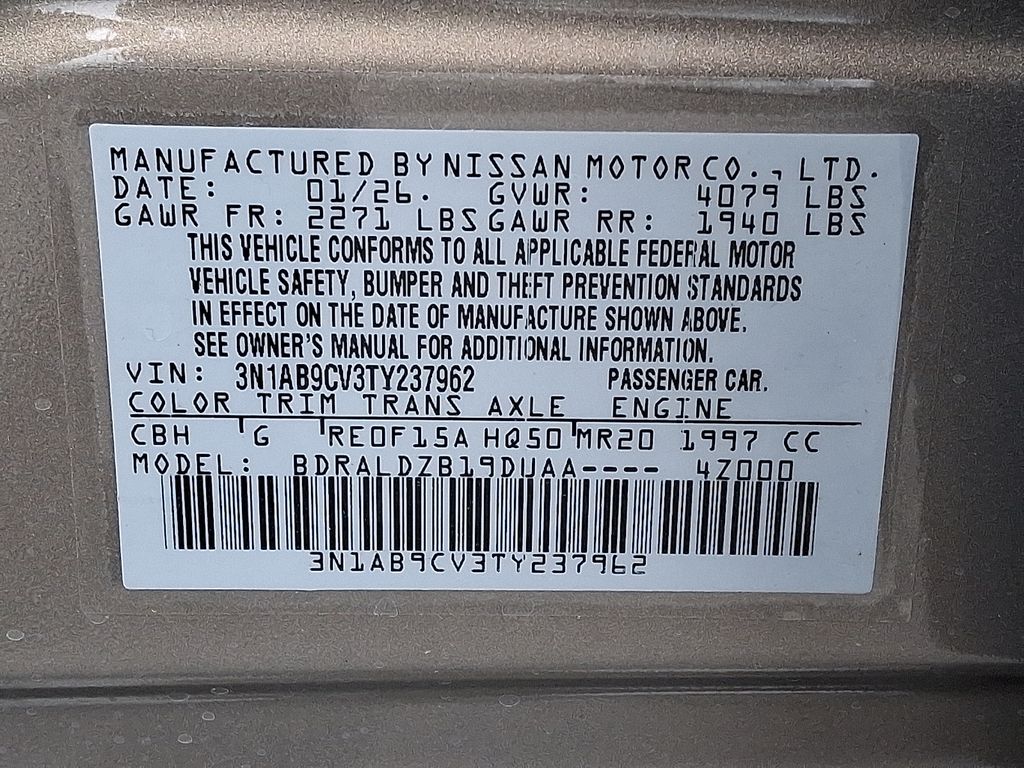 MANUFACTURED BY NISSAN MOTOR CO., LTD.
DATE: 01/26. GVWR: 4079 LBS
GAWR FR: 2271 LBS GAWR RR: 1940 LBS
THIS VEHICLE CONFORMS TO ALL APPLICABLE FEDERAL MOTOR
VEHICLE SAFETY, BUMPER AND THEFT PREVENTION STANDARDS
IN EFFECT ON THE DATE OF MANUFACTURE SHOWN ABOVE.
SEE OWNER'S MANUAL FOR ADDITIONAL INFORMATION.
VIN: 3N1AB9CV3TY237962 PASSENGER CAR.
COLOR TRIM TRANS AXLE ENGINE
CBH G RE0F15A HQ50 MR20 1997 CC
MODEL: BDRALDZB19DUAA---- 4Z000
3N1AB9CV3TY237962